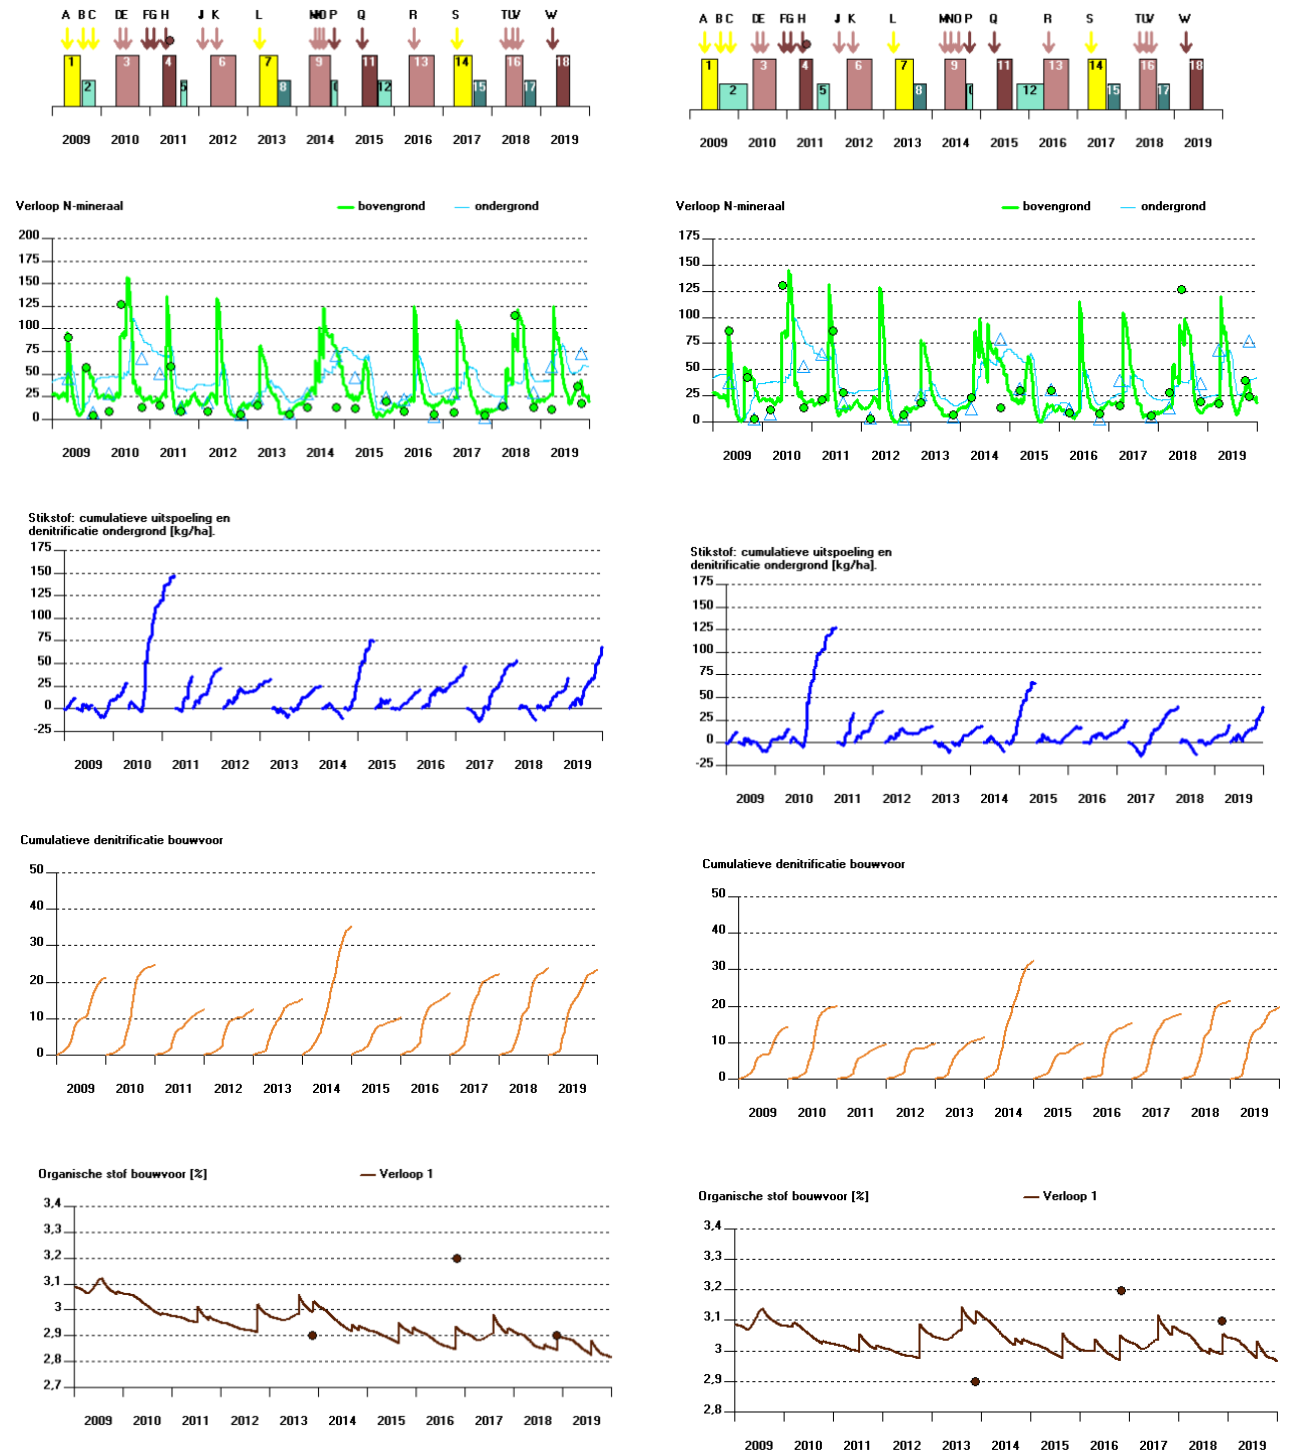 A B C D E F G H J K L M N O P Q R S T U V W
1 2 3 4 5 6 7 8 9 11 12 13 14 15 16 17 18
2009 2010 2011 2012 2013 2014 2015 2016 2017 2018 2019
Verloop N-mineraal bovengrond ondergrond
200
175
150
125
100
75
50
25
0
2009 2010 2011 2012 2013 2014 2015 2016 2017 2018 2019
Stikstof: cumulatieve uitspoeling en
denitrificatie ondergrond [kg/ha].
175
150
125
100
75
50
25
0
-25
2009 2010 2011 2012 2013 2014 2015 2016 2017 2018 2019
Cumulatieve denitrificatie bouwvoor
50
40
30
20
10
0
2009 2010 2011 2012 2013 2014 2015 2016 2017 2018 2019
Organische stof bouwvoor [%] Verloop 1
3,4
3,3
3,2
3,1
3
2,9
2,8
2,7
2009 2010 2011 2012 2013 2014 2015 2016 2017 2018 2019
A B C D E F G H J K L M N O P Q R S T U V W
1 2 3 4 5 6 7 8 9 11 12 13 14 15 16 17 18
2009 2010 2011 2012 2013 2014 2015 2016 2017 2018 2019
Verloop N-mineraal bovengrond ondergrond
175
150
125
100
75
50
25
0
2009 2010 2011 2012 2013 2014 2015 2016 2017 2018 2019
Stikstof: cumulatieve uitspoeling en
denitrificatie ondergrond [kg/ha].
175
150
125
100
75
50
25
0
-25
2009 2010 2011 2012 2013 2014 2015 2016 2017 2018 2019
Cumulatieve denitrificatie bouwvoor
50
40
30
20
10
0
2009 2010 2011 2012 2013 2014 2015 2016 2017 2018 2019
Organische stof bouwvoor [%] Verloop 1
3,4
3,3
3,2
3,1
3
2,9
2,8
2009 2010 2011 2012 2013 2014 2015 2016 2017 2018 2019